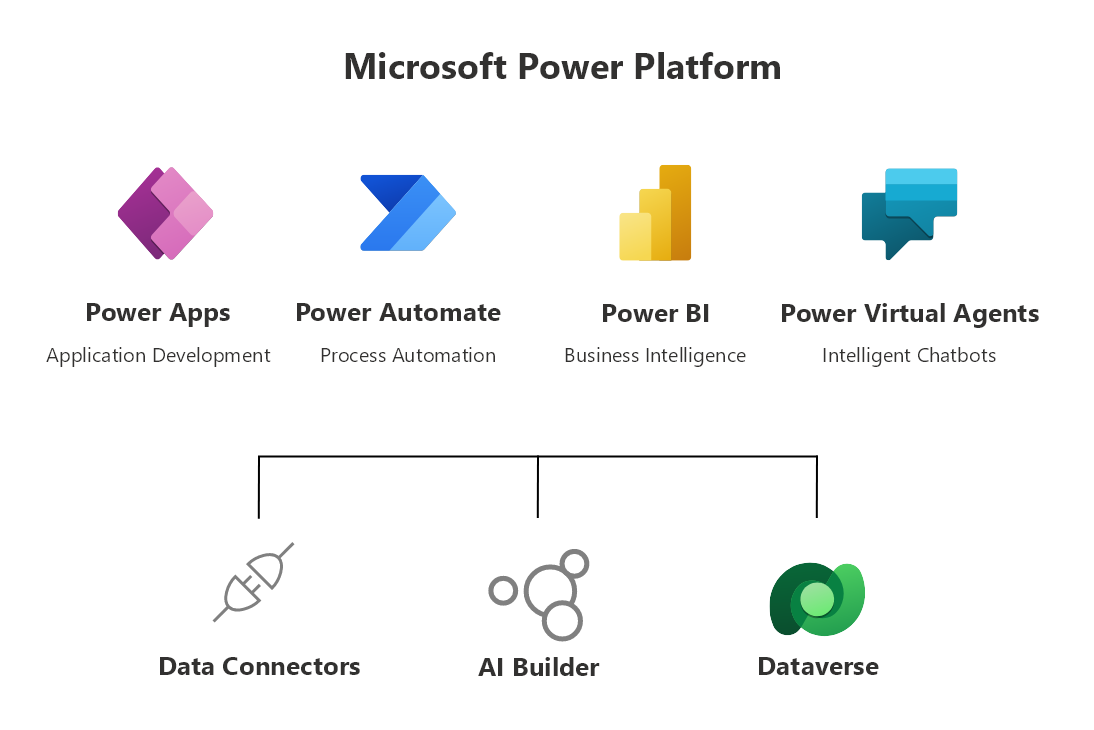 Microsoft Power Platform
Power Apps
Power Automate
Power BI
Power Virtual Agents
Application Development
Process Automation
Business Intelligence
Intelligent Chatbots
Data Connectors
AI Builder
Dataverse